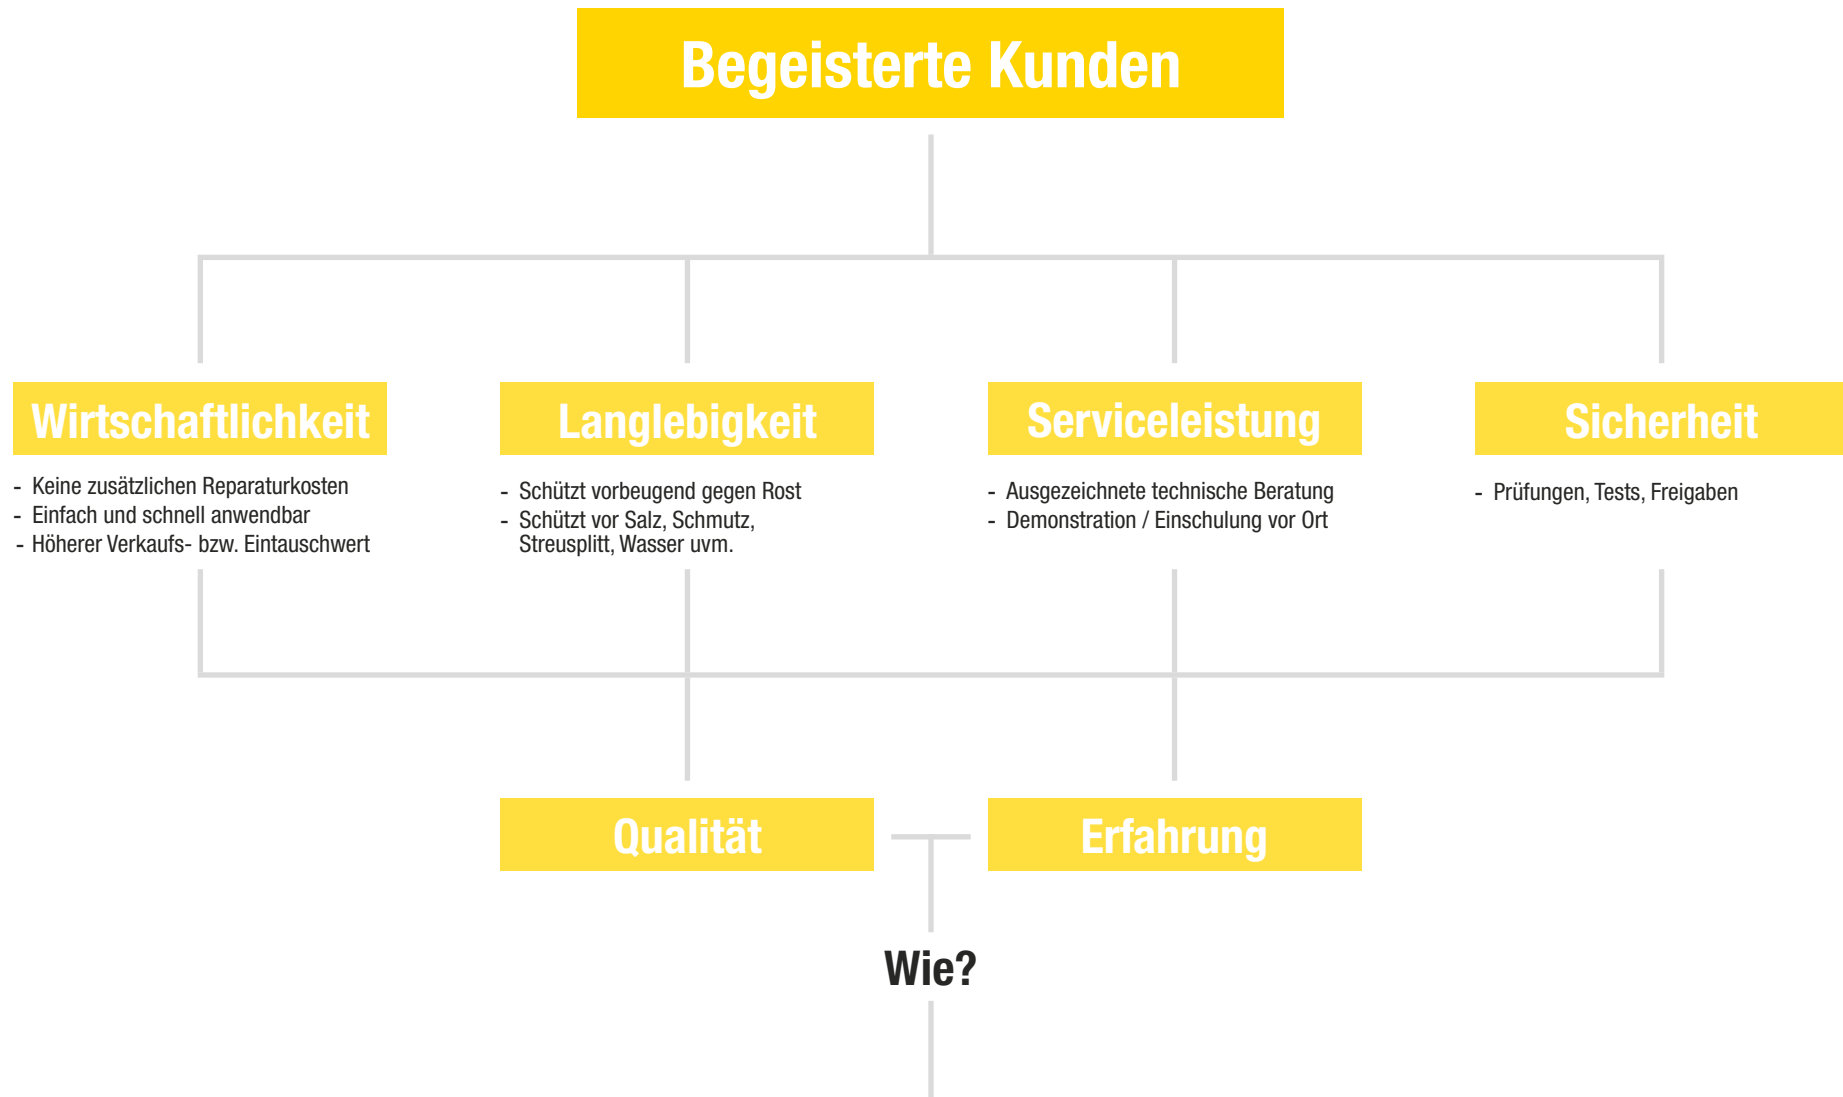 Begeisterte Kunden
Wirtschaftlichkeit
- Keine zusätzlichen Reparaturkosten
- Einfach und schnell anwendbar
- Höherer Verkaufs- bzw. Eintauschwert
Langlebigkeit
- Schützt vorbeugend gegen Rost
- Schützt vor Salz, Schmutz,
Streusplitt, Wasser uvm.
Serviceleistung
- Ausgezeichnete technische Beratung
- Demonstration / Einschulung vor Ort
Sicherheit
- Prüfungen, Tests, Freigaben
Qualität
Erfahrung
Wie?